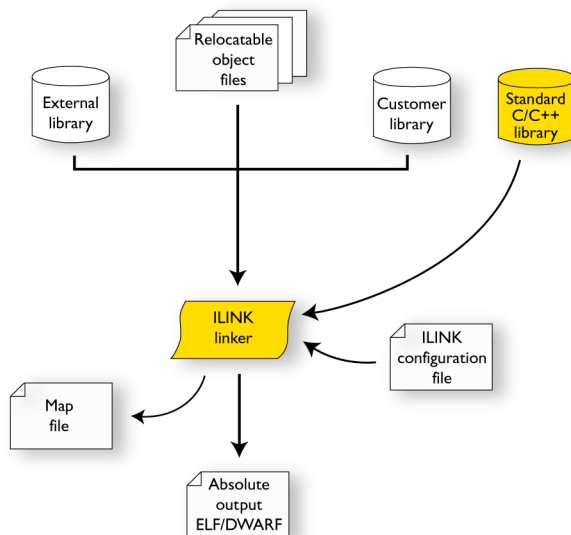 Relocatable
object
files
External
library
Customer
library
Standard
C/C++
library
ILINK
linker
ILINK
configuration
file
Map
file
Absolute
output
ELF/DWARF